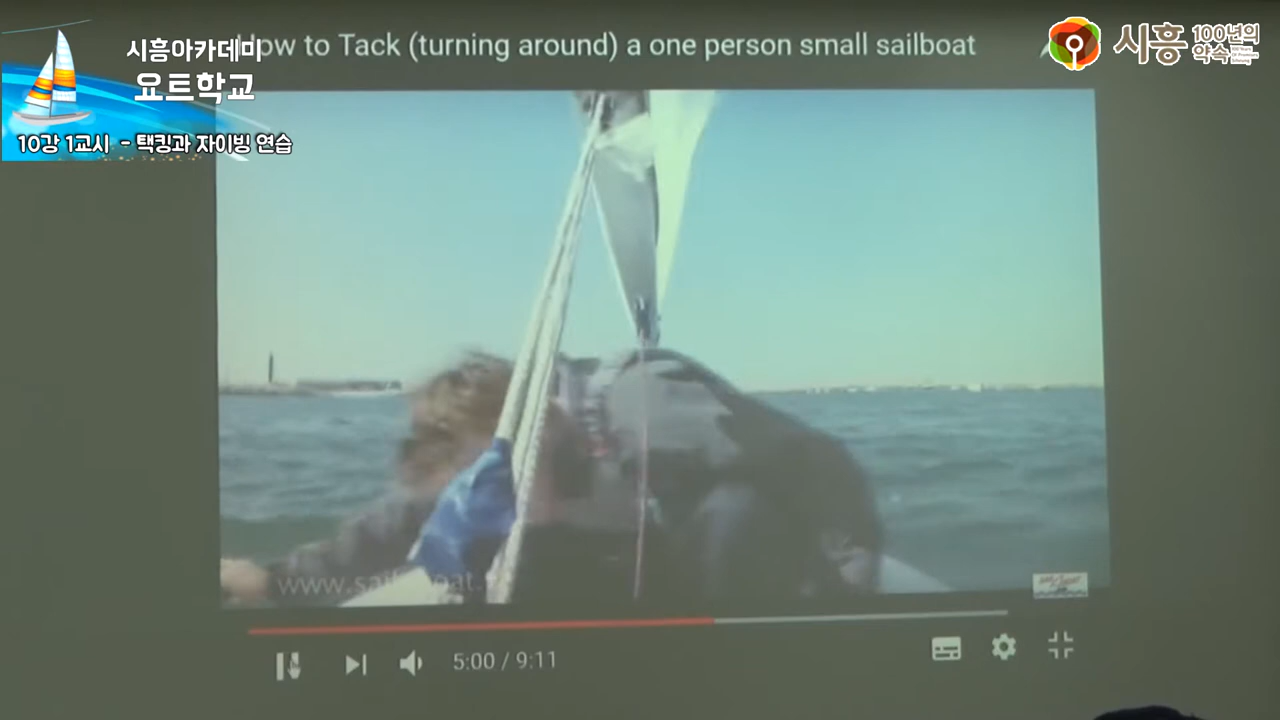 시흥아카데미
요트학교
10강 1교시 - 택킹과 자이빙 연습
How to Tack (turning around) a one person small sailboat
시흥
100년의
약속
5:00 / 9:11